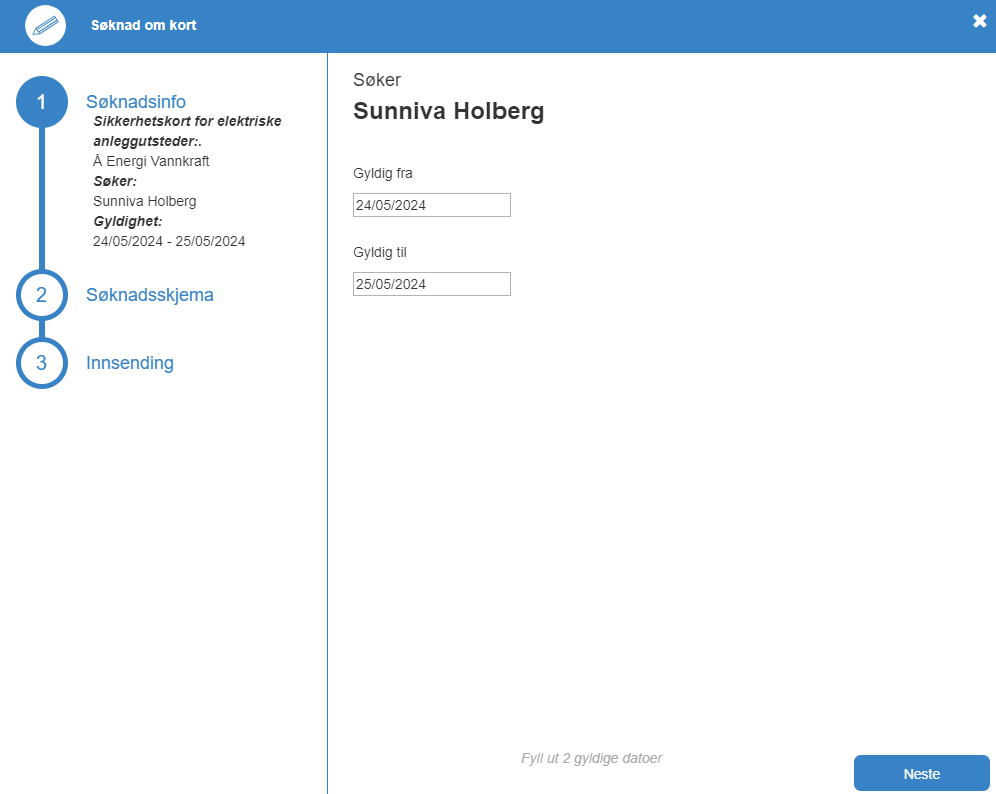 Søknad om kort
1
Søknadsinfo
Sikkerhetskort for elektriske
anleggutsteder:.
Å Energi Vannkraft
Søker:
Sunniva Holberg
Gyldighet:
24/05/2024 - 25/05/2024
2
Søknadsskjema
3
Innsending
Søker
Sunniva Holberg
Gyldig fra
24/05/2024
Gyldig til
25/05/2024
Fyll ut 2 gyldige datoer
Neste